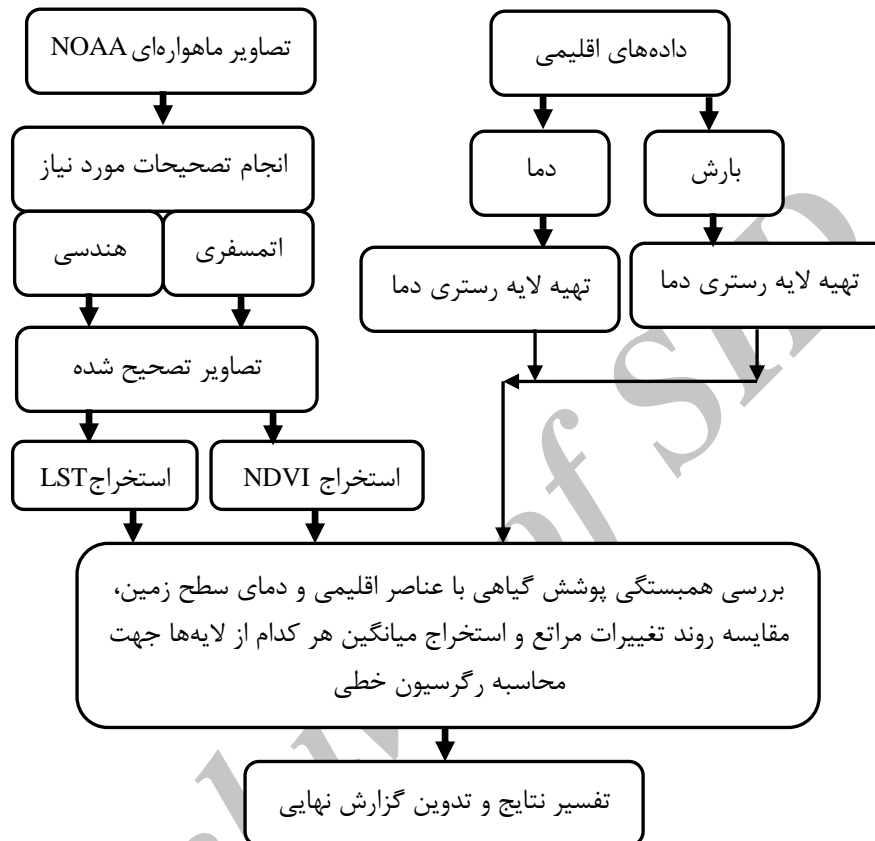 تصاویر ماهواره‌ای NOAA
داده‌های اقلیمی
انجام تصحیحات مورد نیاز
دما
بارش
هندسی
اتمسفری
تهیه لایه رستری دما
تهیه لایه رستری دما
تصاویر تصحیح شده
استخراجLST
استخراج NDVI
بررسی همبستگی پوشش گیاهی با عناصر اقلیمی و دمای سطح زمین،
مقایسه روند تغییرات مراتع و استخراج میانگین هر کدام از لایه‌ها جهت
محاسبه رگرسیون خطی
تفسیر نتایج و تدوین گزارش نهایی
of SID